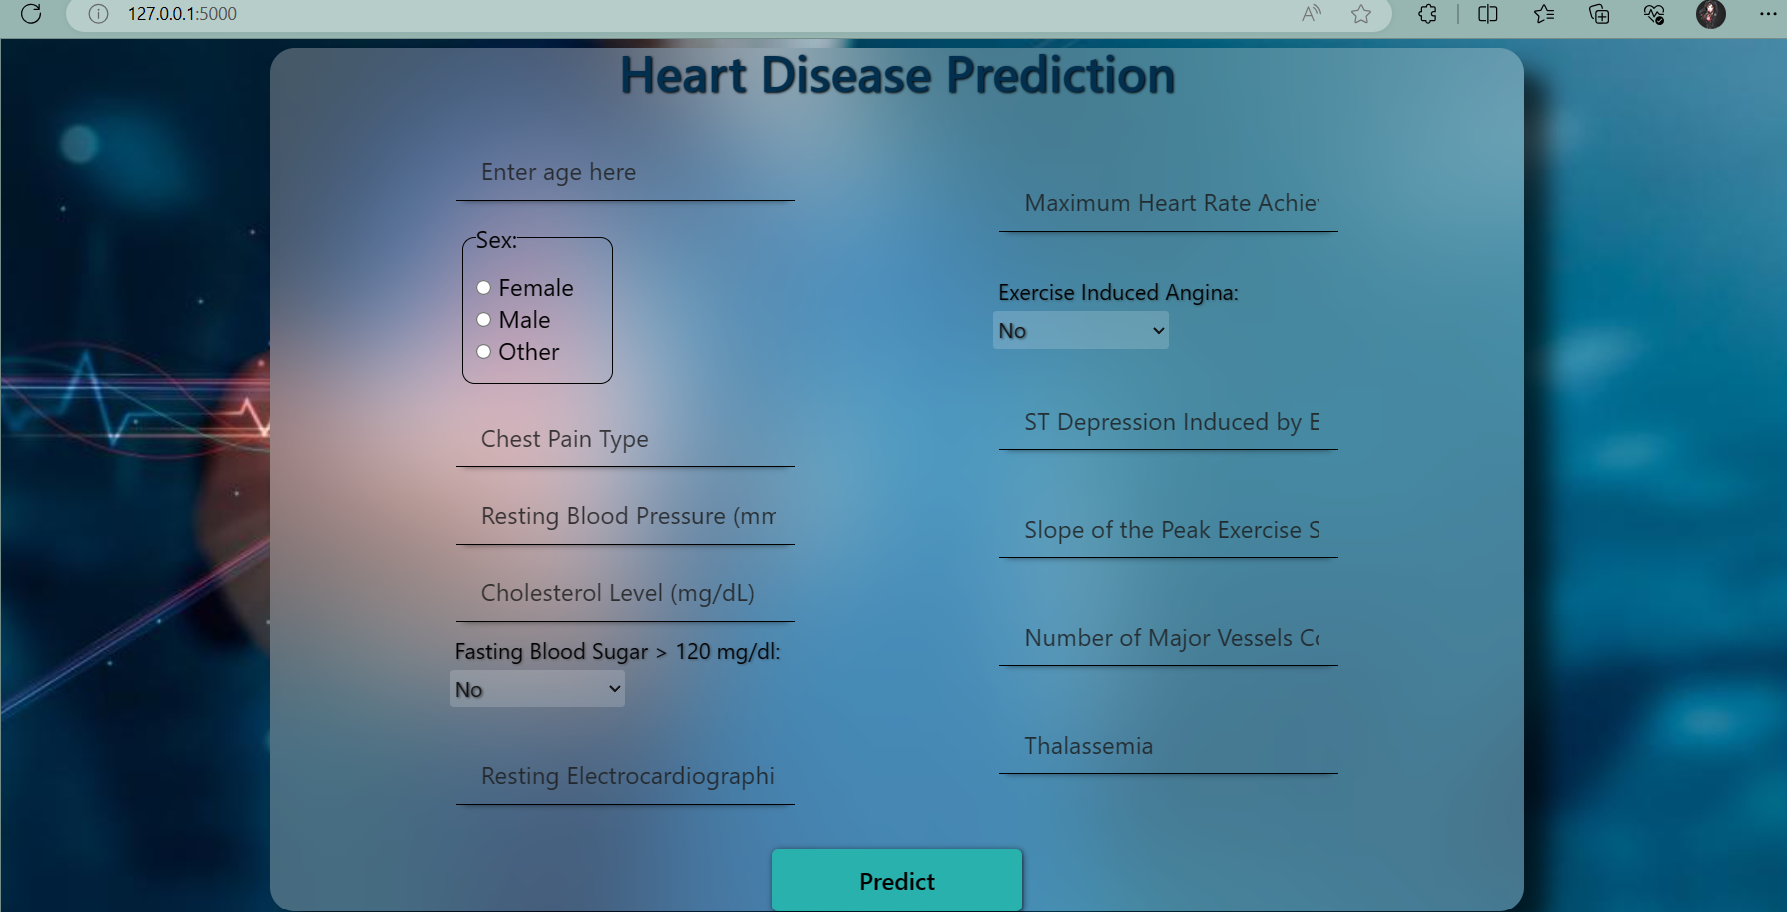 127.0.0.1:5000
Heart Disease Prediction
Enter age here
Sex:
Female
Male
Other
Chest Pain Type
Resting Blood Pressure (mm
Cholesterol Level (mg/dL)
Fasting Blood Sugar > 120 mg/dl:
No
Resting Electrocardiographi
Maximum Heart Rate Achie
Exercise Induced Angina:
No
ST Depression Induced by E
Slope of the Peak Exercise S
Number of Major Vessels Co
Thalassemia
Predict